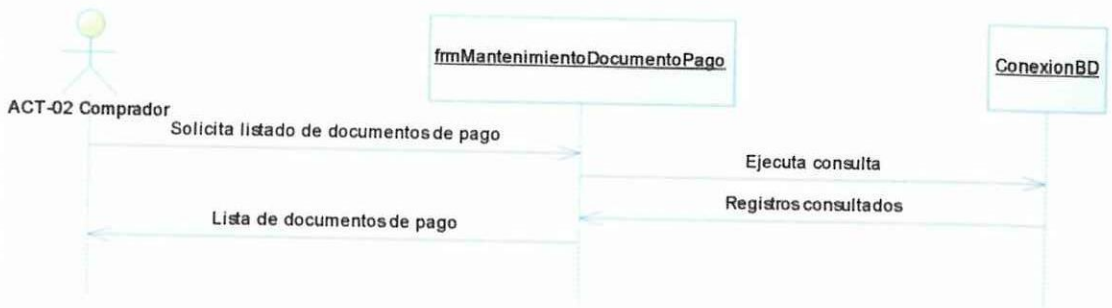 frmMantenimientoDocumentoPago
ConexionBD
ACT-02 Comprador
Solicita listado de documentos de pago
Ejecuta consulta
Registros consultados
Lista de documentos de pago